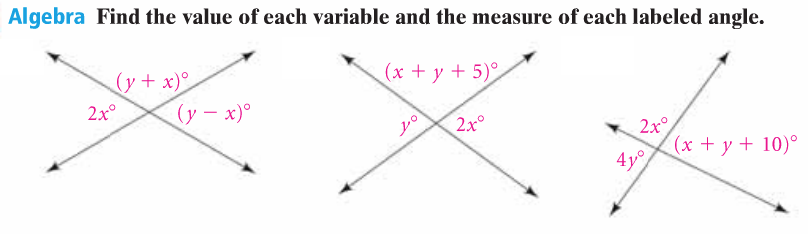 Algebra Find the value of each variable and the measure of each labeled angle.
(y + x)°
2x°
(y − x)°
(x + y + 5)°
y°
2x°
2x°
(x + y + 10)°
4y°